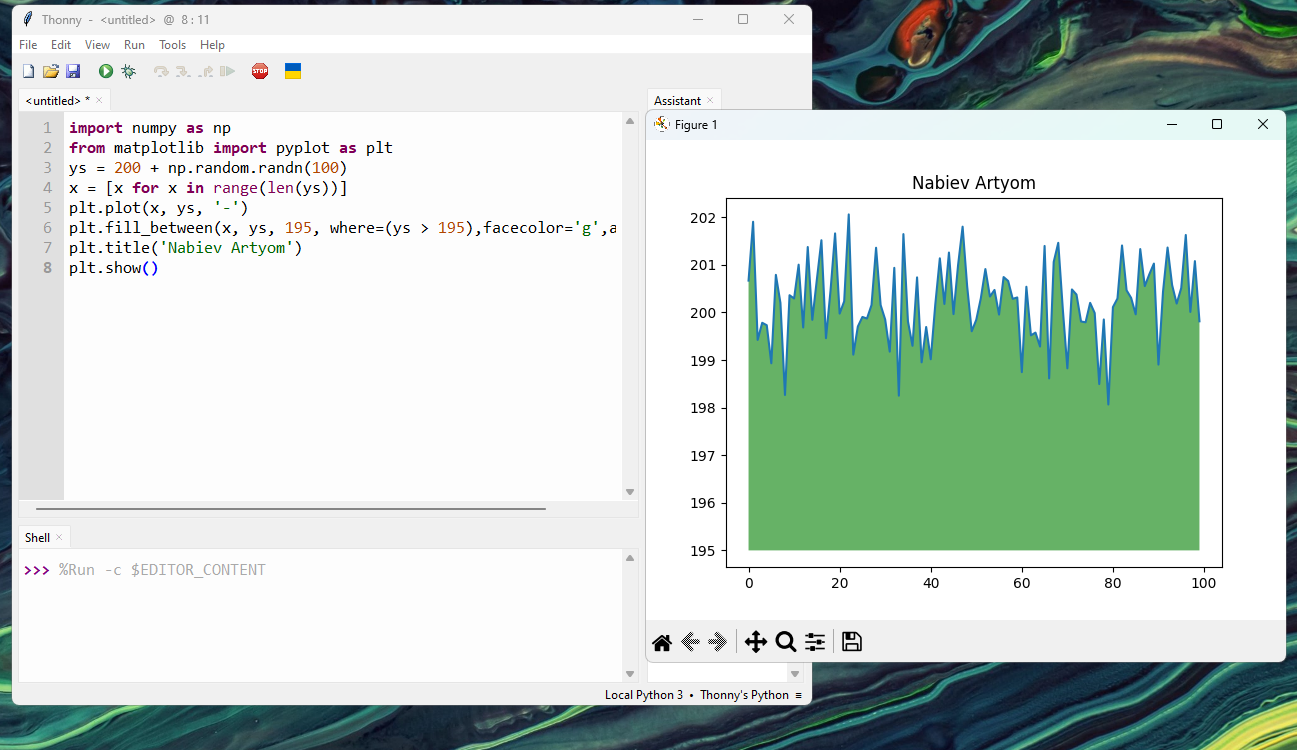 Thonny - <untitled> @ 8:11
File Edit View Run Tools Help
STOP
<untitled> *
1 import numpy as np
2 from matplotlib import pyplot as plt
3 ys = 200 + np.random.randn(100)
4 x = [x for x in range(len(ys))]
5 plt.plot(x, ys, '-')
6 plt.fill_between(x, ys, 195, where=(ys > 195),facecolor='g',a
7 plt.title('Nabiev Artyom')
8 plt.show()
Shell
>>> %Run -c $EDITOR_CONTENT
Local Python 3 • Thonny's Python ≡
Assistant
Figure 1
Nabiev Artyom
202
201
200
199
198
197
196
195
0 20 40 60 80 100